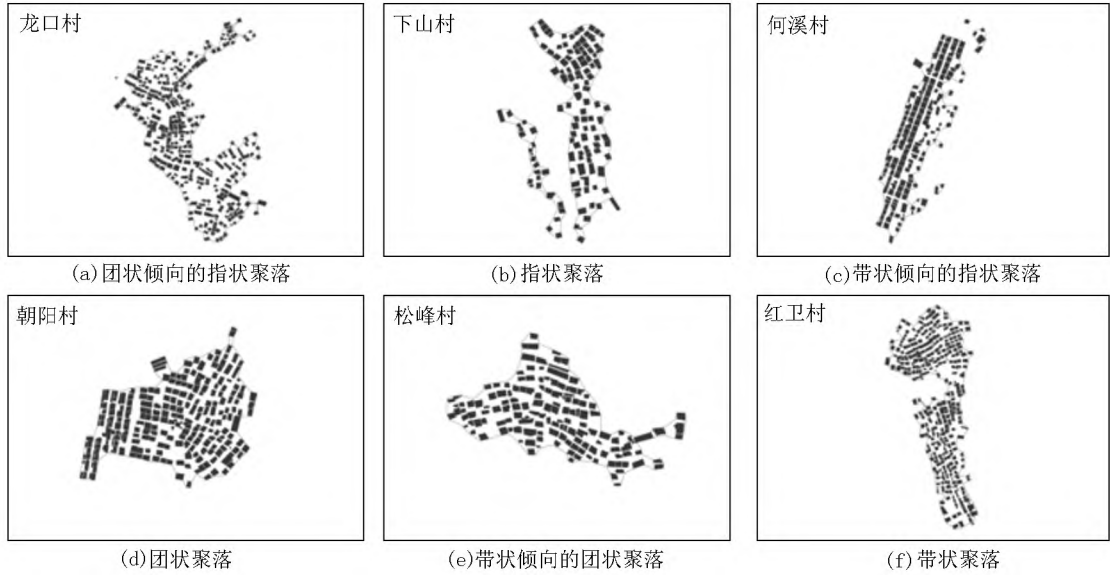 龙口村
下山村
何溪村
(a)团状倾向的指状聚落
(b)指状聚落
(c)带状倾向的指状聚落
朝阳村
松峰村
红卫村
(d)团状聚落
(e)带状倾向的团状聚落
(f)带状聚落